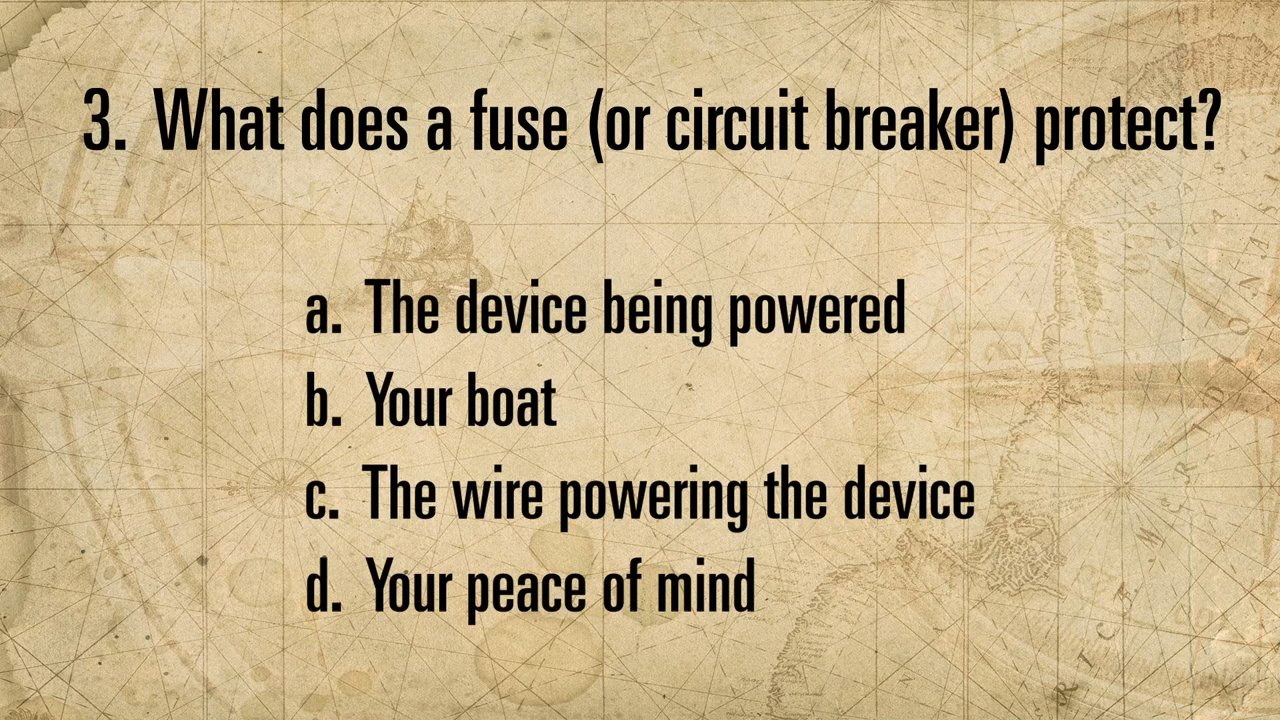 3. What does a fuse (or circuit breaker) protect?
a. The device being powered
b. Your boat
c. The wire powering the device
d. Your peace of mind